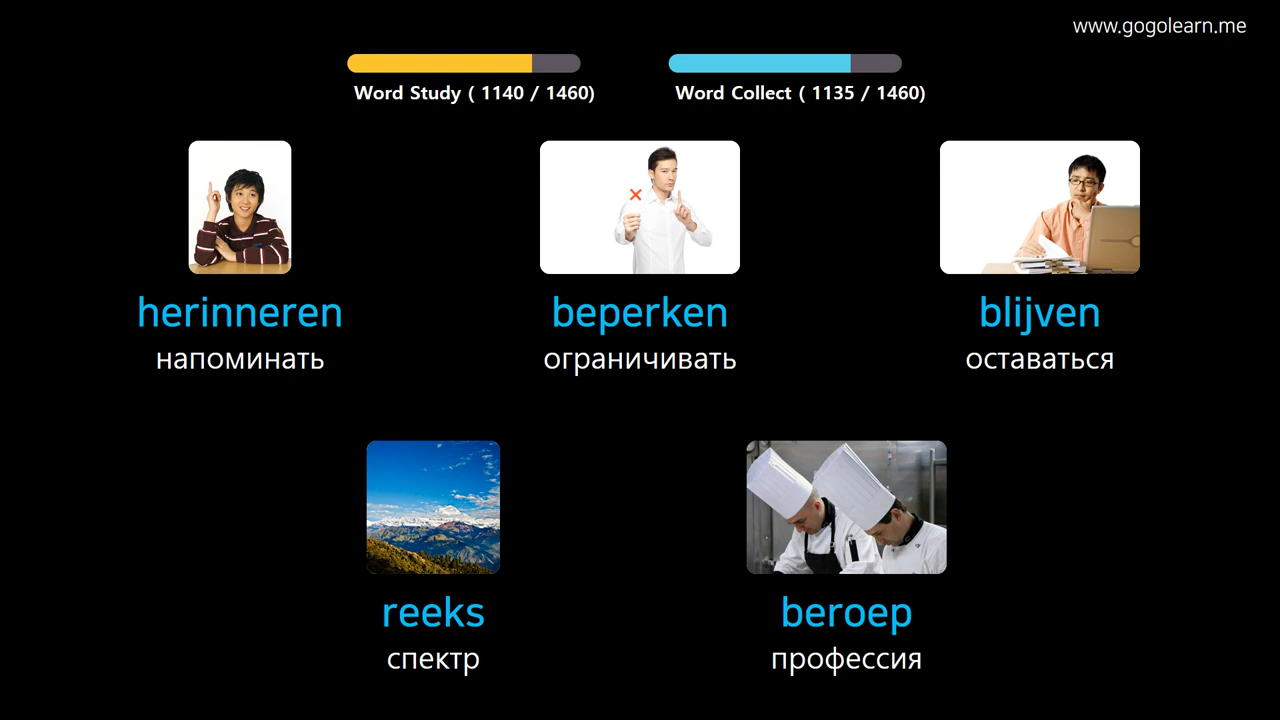 www.gogolearn.me
Word Study ( 1140 / 1460)
Word Collect ( 1135 / 1460)
herinneren
напоминать
beperken
ограничивать
blijven
оставаться
reeks
спектр
beroep
профессия